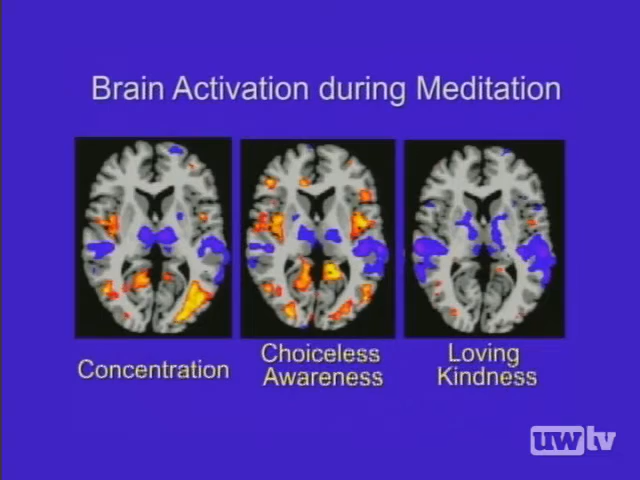 Brain Activation during Meditation
Concentration
Choiceless
Awareness
Loving
Kindness
uwtv